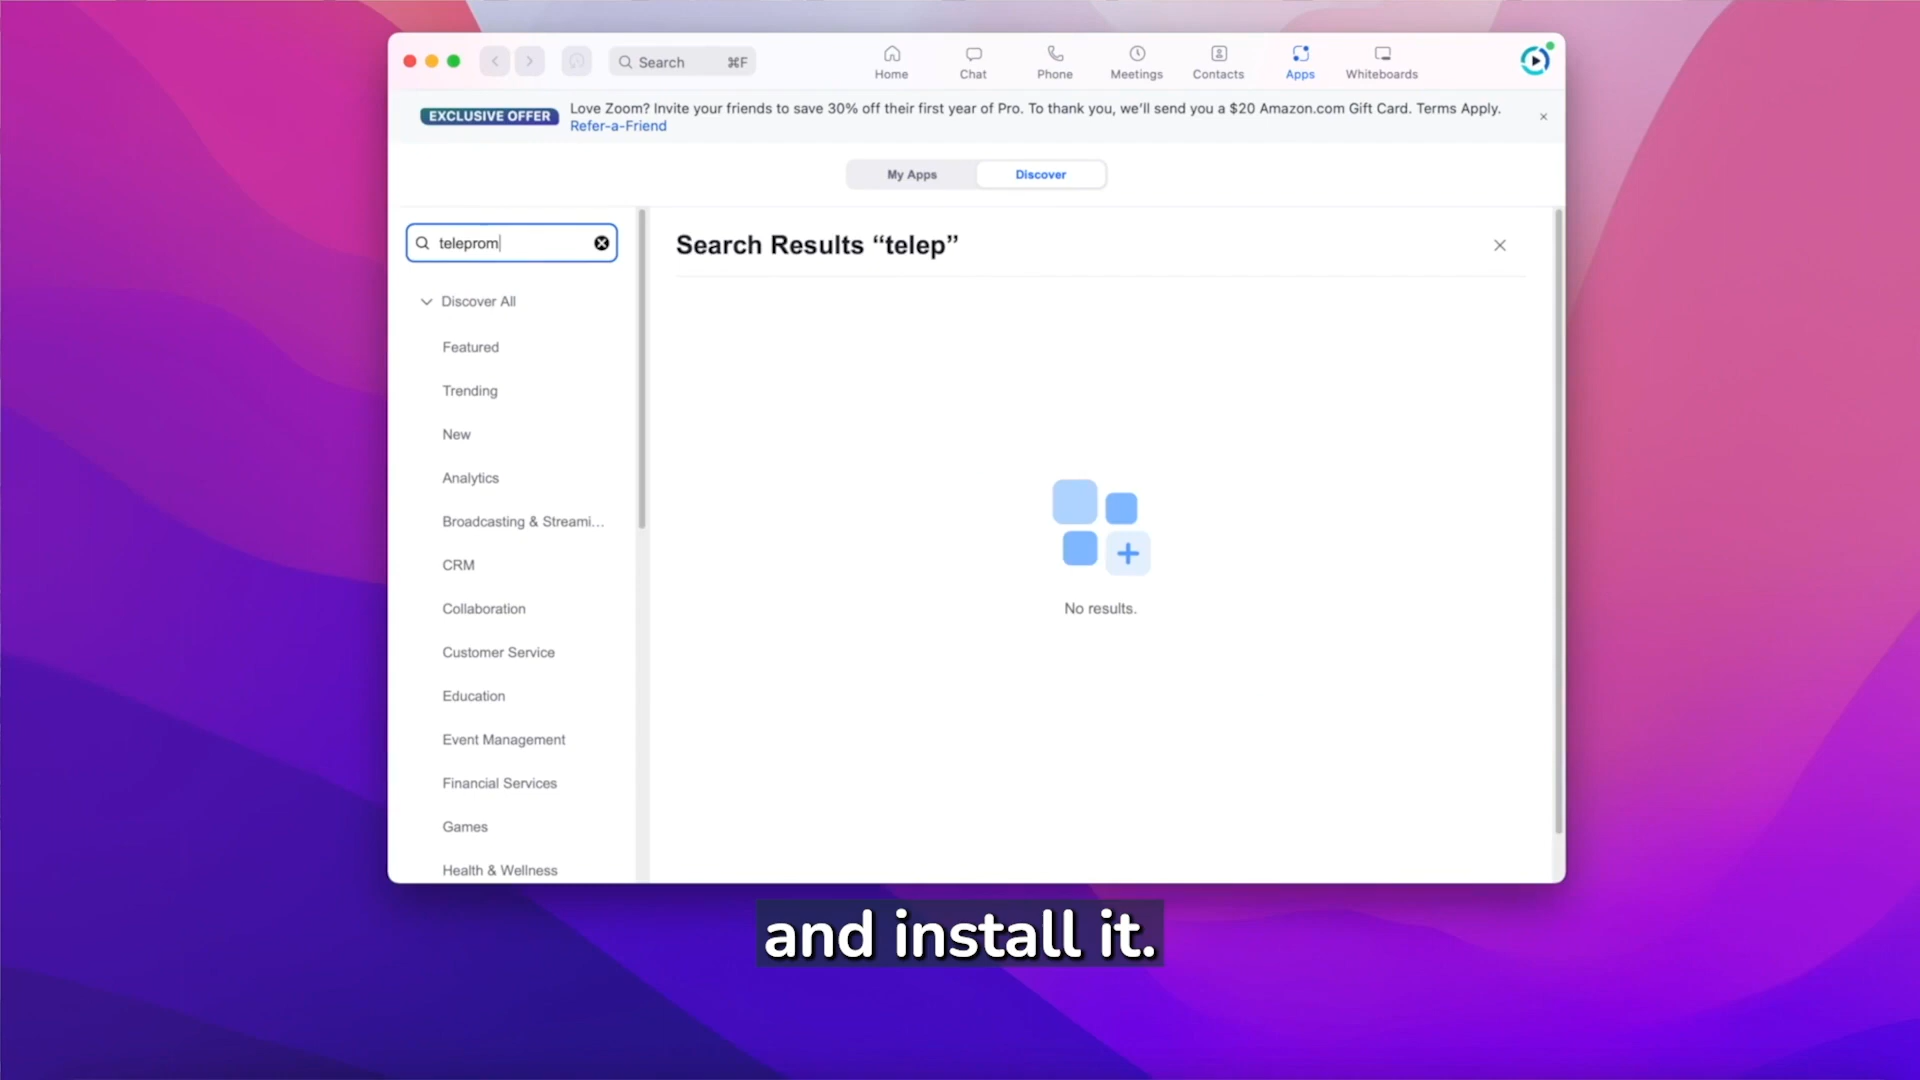 Search ⌘F
Home
Chat
Phone
Meetings
Contacts
Apps
Whiteboards
EXCLUSIVE OFFER
Love Zoom? Invite your friends to save 30% off their first year of Pro. To thank you, we'll send you a $20 Amazon.com Gift Card. Terms Apply.
Refer-a-Friend
My Apps
Discover
teleprom
Discover All
Featured
Trending
New
Analytics
Broadcasting & Streami...
CRM
Collaboration
Customer Service
Education
Event Management
Financial Services
Games
Health & Wellness
Search Results “telep”
No results.
and install it.